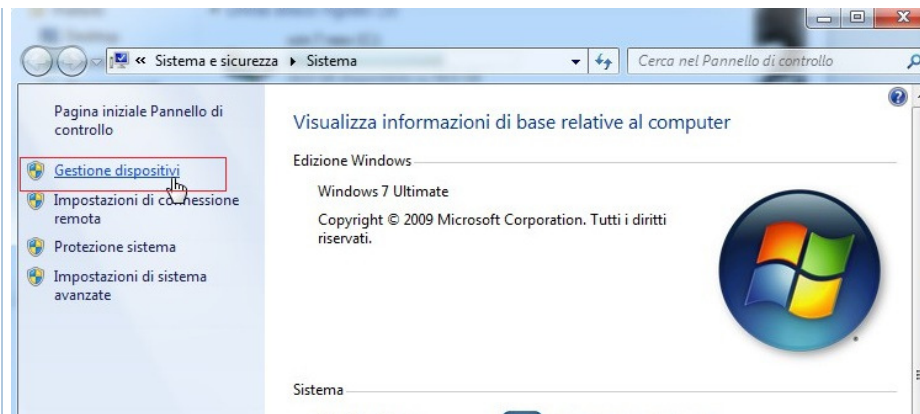 « Sistema e sicurezza ▸ Sistema
Cerca nel Pannello di controllo
Pagina iniziale Pannello di
controllo
Gestione dispositivi
Impostazioni di connessione
remota
Protezione sistema
Impostazioni di sistema
avanzate
Visualizza informazioni di base relative al computer
Edizione Windows
Windows 7 Ultimate
Copyright © 2009 Microsoft Corporation. Tutti i diritti
riservati.
Sistema